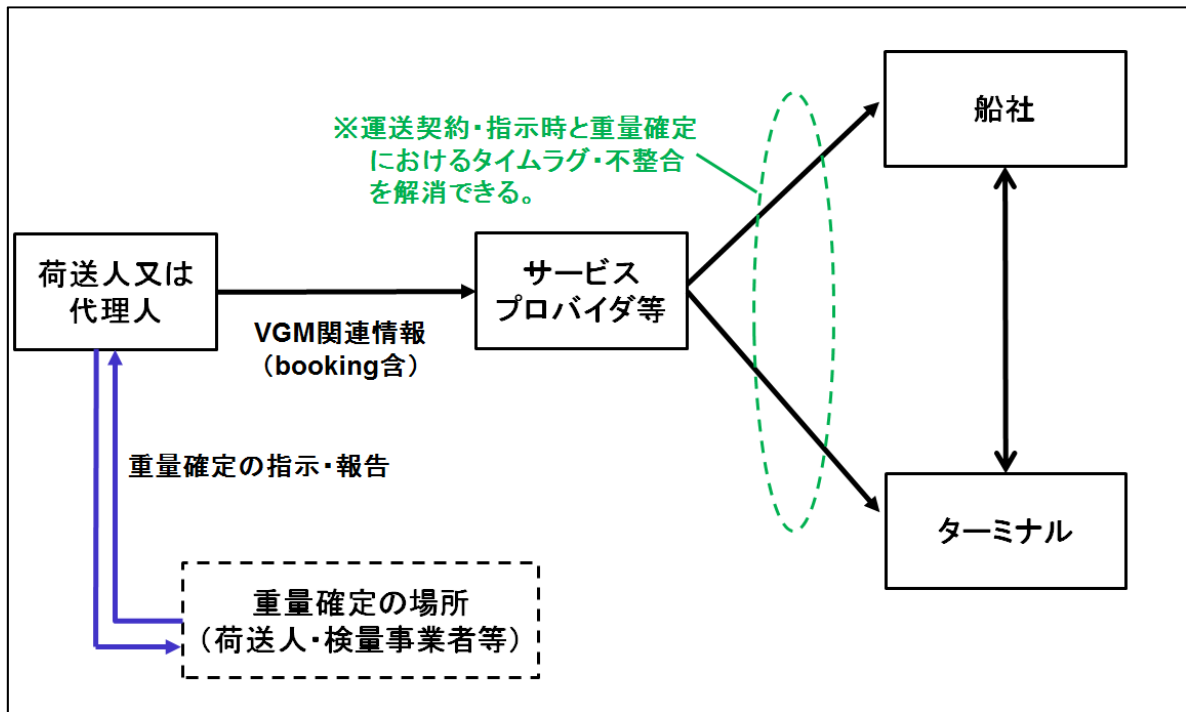 船社
※運送契約・指示時と重量確定
におけるタイムラグ・不整合
を解消できる。
荷送人又は
代理人
サービス
プロバイダ等
VGM関連情報
（booking含）
重量確定の指示・報告
ターミナル
重量確定の場所
（荷送人・検量事業者等）